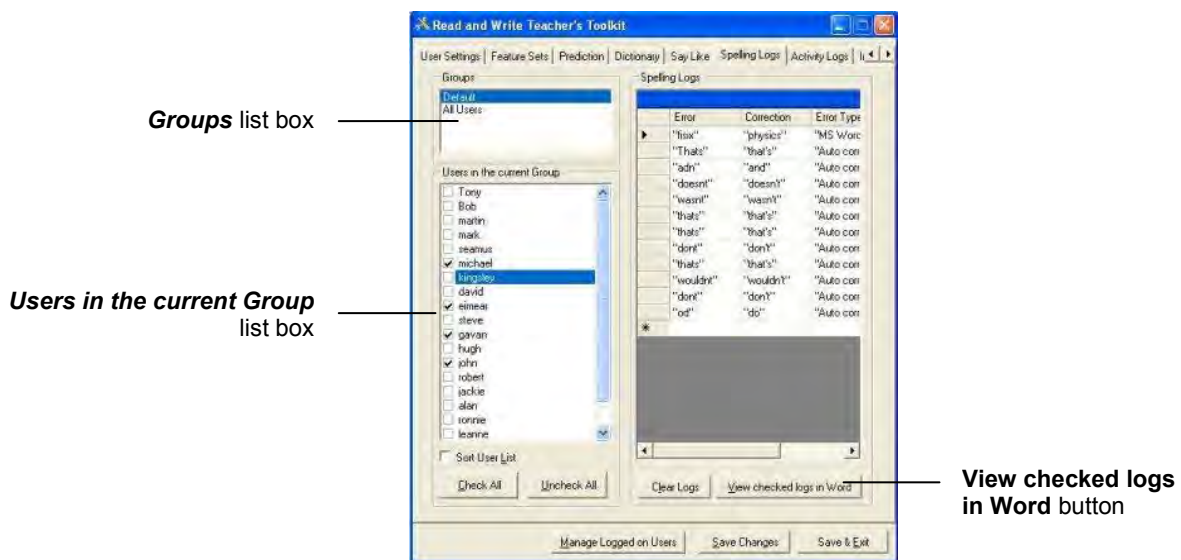 Read and Write Teacher's Toolkit
User Settings Feature Sets Prediction Dictionary Say Like Spelling Logs Activity Logs
Groups
Default
All Users
Groups list box
Users in the current Group
Tony
Bob
martin
mark
seamus
michael
kingsley
david
eimear
steve
gavan
hugh
john
robert
jackie
alan
ronnie
leanne
Users in the current Group
list box
Sort User List
Check All Uncheck All
Spelling Logs
Error Correction Error Type
"fisix" "physics" "MS Word
"Thats" "that's" "Auto corr
"adn" "and" "Auto corr
"doesnt" "doesn't" "Auto corr
"wasnt" "wasn't" "Auto corr
"thats" "that's" "Auto corr
"thats" "that's" "Auto corr
"dont" "don't" "Auto corr
"thats" "that's" "Auto corr
"wouldnt" "wouldn't" "Auto corr
"dont" "don't" "Auto corr
"od" "do" "Auto corr
Clear Logs View checked logs in Word
View checked logs
in Word button
Manage Logged on Users Save Changes Save & Exit